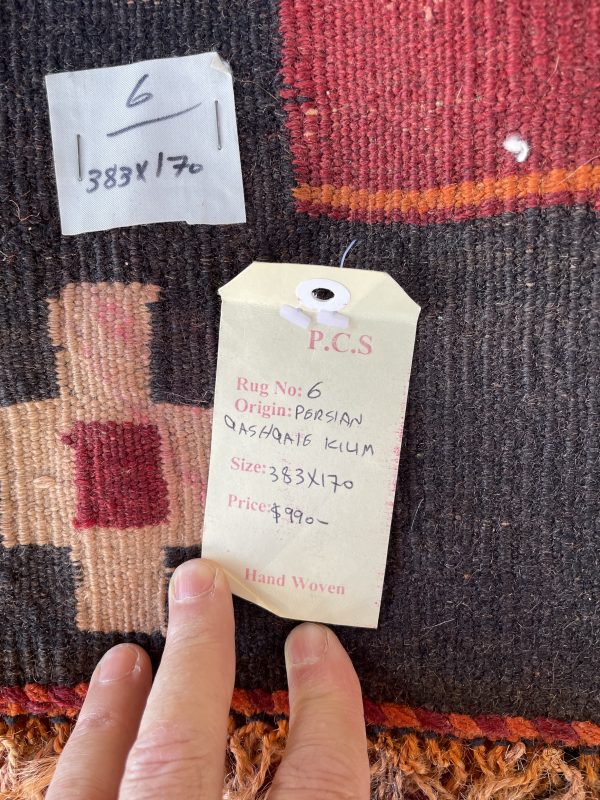 6
383X170
P.C.S
Rug No: 6
Origin: PERSIAN
QASHQAIE KILIM
Size: 383X170
Price: $990-
Hand Woven